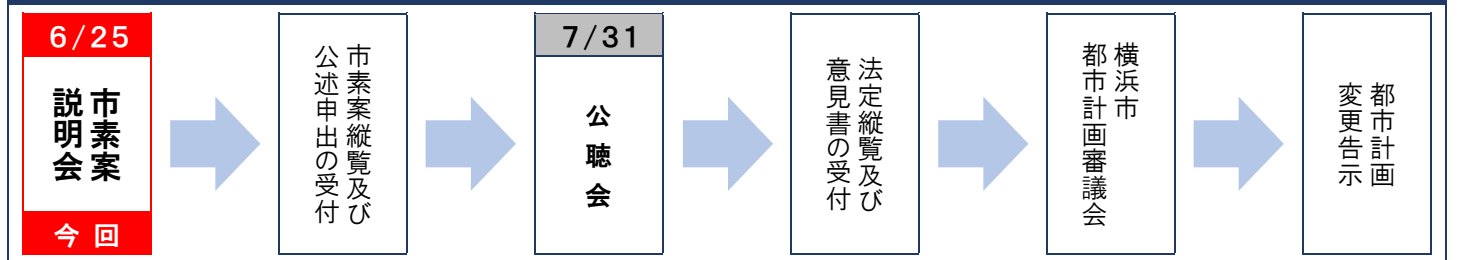 6/25
市素案
説明会
今回
市素案縦覧及び
公述申出の受付
7/31
公聴会
法定縦覧及び
意見書の受付
横浜市
都市計画審議会
都市計画
変更告示